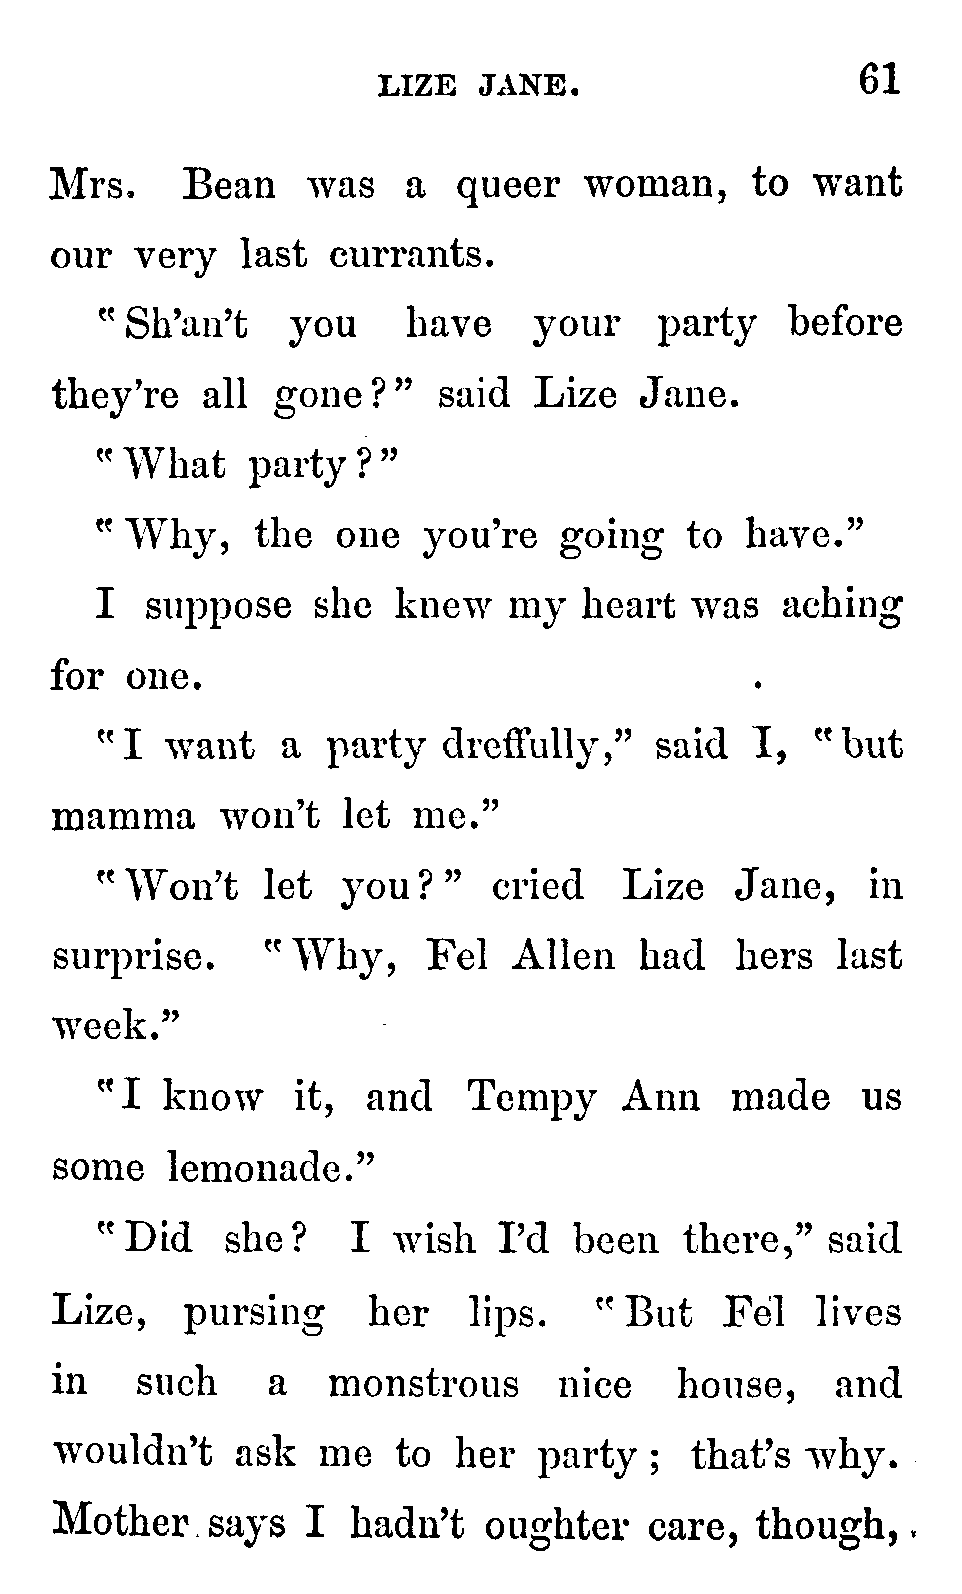 LIZE JANE. 61
Mrs. Bean was a queer woman, to want
our very last currants.
"Sh'an't you have your party before
they're all gone?" said Lize Jane.
"What party?"
"Why, the one you're going to have."
I suppose she knew my heart was aching
for one.
"I want a party dreffully," said I, "but
mamma won't let me."
"Won't let you?" cried Lize Jane, in
surprise. "Why, Fel Allen had hers last
week."
"I know it, and Tempy Ann made us
some lemonade."
"Did she? I wish I'd been there," said
Lize, pursing her lips. "But Fel lives
in such a monstrous nice house, and
wouldn't ask me to her party; that's why.
Mother says I hadn't oughter care, though,